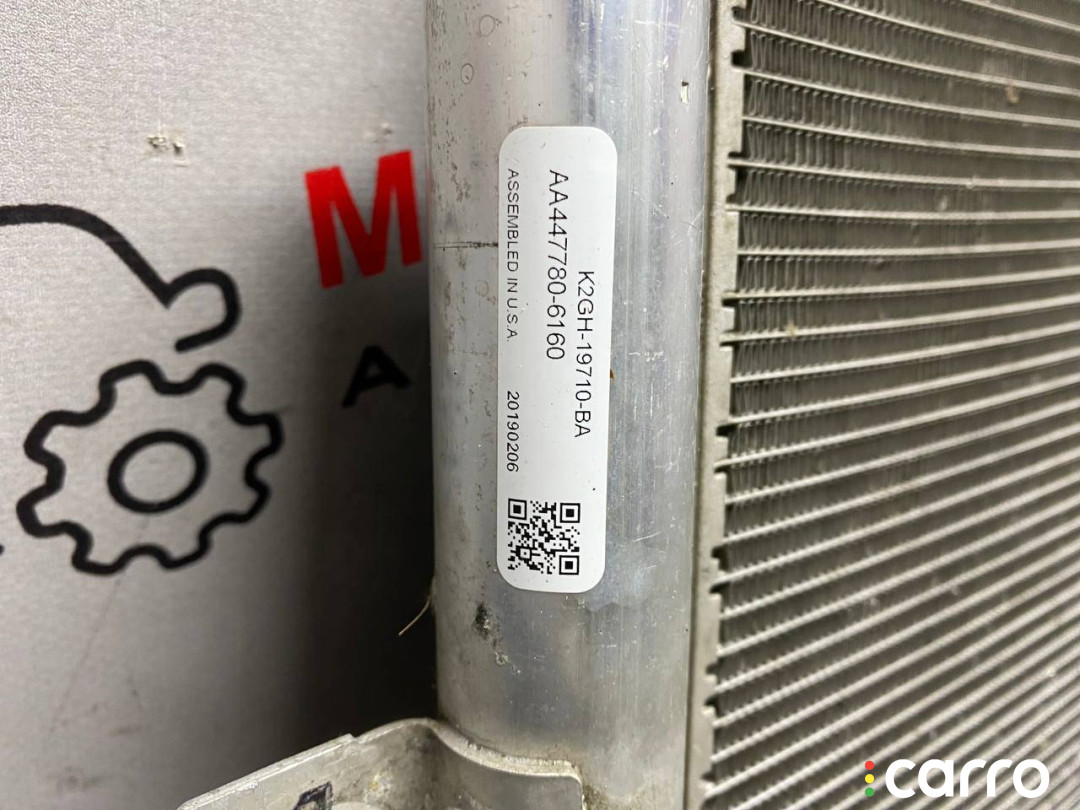 K2GH-19710-BA
AA447780-6160
ASSEMBLED IN U.S.A. 20190206
M
A
carro